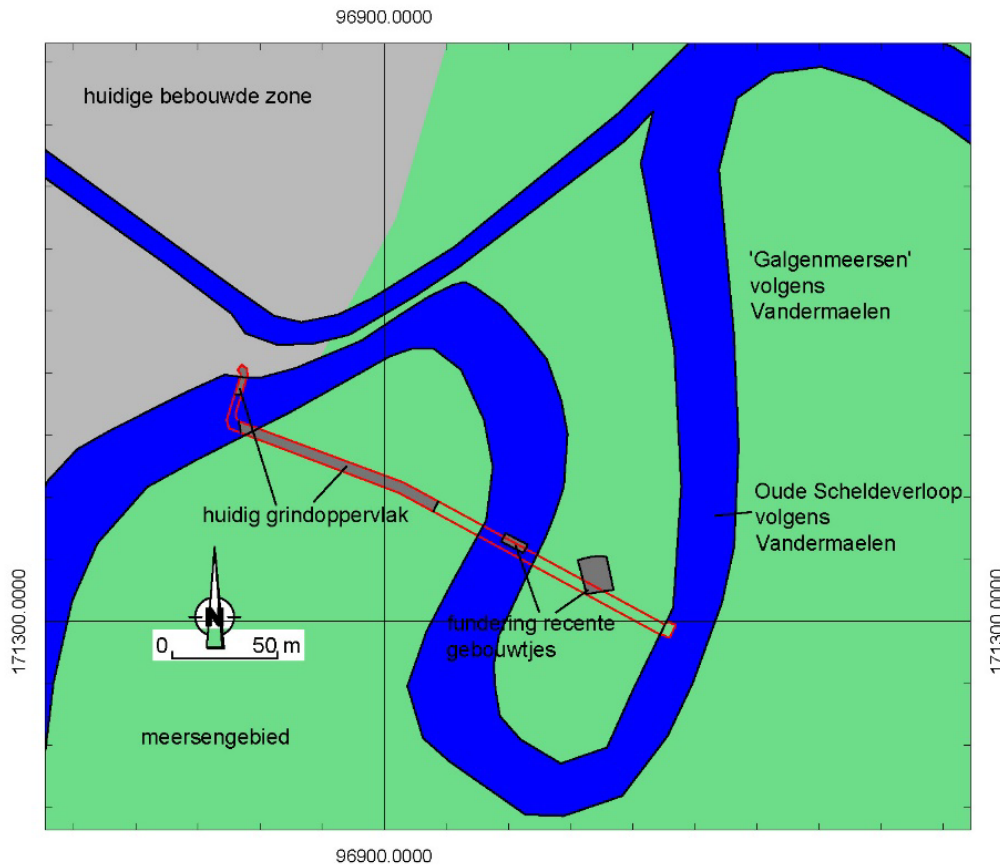 96900.0000
huidige bebouwde zone
'Galgenmeersen'
volgens
Vandermaelen
Oude Scheldeverloop
volgens
Vandermaelen
huidig grindoppervlak
N
0 50 m
fundering recente
gebouwtjes
meersengebied
171300.0000
171300.0000
96900.0000